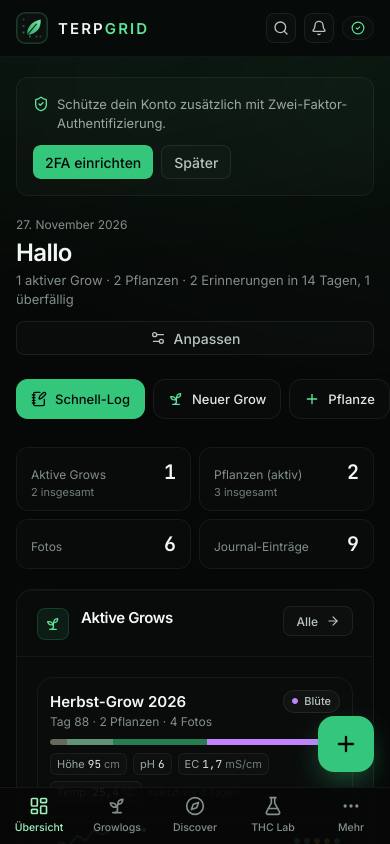 TERPGRID
Schütze dein Konto zusätzlich mit Zwei-Faktor-
Authentifizierung.
2FA einrichten
Später
27. November 2026
Hallo
1 aktiver Grow · 2 Pflanzen · 2 Erinnerungen in 14 Tagen, 1
überfällig
Anpassen
Schnell-Log
Neuer Grow
Pflanze
Aktive Grows
2 insgesamt
1
Pflanzen (aktiv)
3 insgesamt
2
Fotos
6
Journal-Einträge
9
Aktive Grows
Alle
Herbst-Grow 2026
Blüte
Tag 88 · 2 Pflanzen · 4 Fotos
Höhe 95 cm
pH 6
EC 1,7 mS/cm
Übersicht
Growlogs
Discover
THC Lab
Mehr